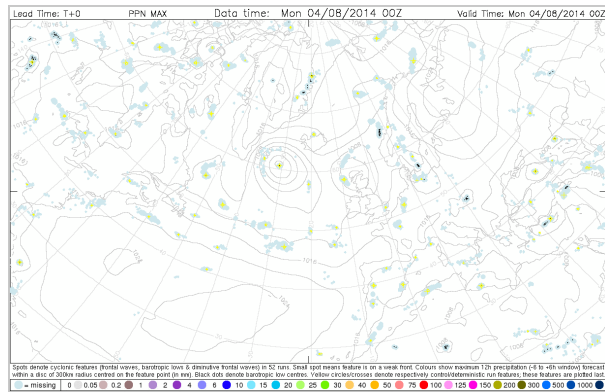 Lead Time: T+0 PPN MAX Data time: Mon 04/08/2014 00Z Valid Time: Mon 04/08/2014 00Z
Spots denote cyclonic features (frontal waves, barotropic lows & diminutive frontal waves) in 52 runs. Small spot means feature is on a weak front. Colours show maximum 12h precipitation (-6 to +6h window) forecast
within a disc of 300km radius centred on the feature point (in mm). Black dots denote barotropic low centres. Yellow circles/crosses denote respectively control/deterministic run features; these features are plotted last
= missing 0 0.05 0.2 1 2 4 6 10 15 20 25 30 40 50 75 100 125 150 200 300 500 1000